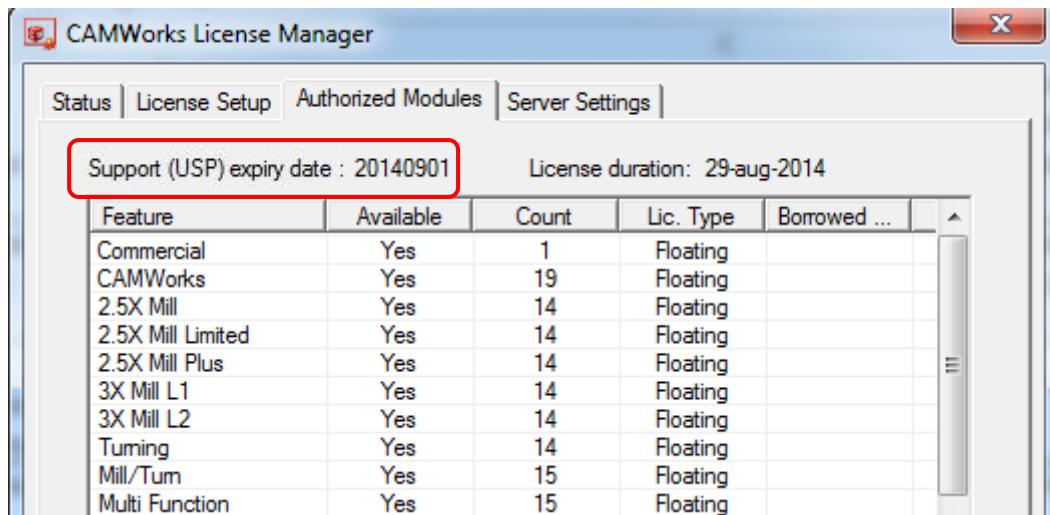 CAMWorks License Manager
Status License Setup Authorized Modules Server Settings
Support (USP) expiry date : 20140901 License duration: 29-aug-2014
Feature Available Count Lic. Type Borrowed ...
Commercial Yes 1 Floating
CAMWorks Yes 19 Floating
2.5X Mill Yes 14 Floating
2.5X Mill Limited Yes 14 Floating
2.5X Mill Plus Yes 14 Floating
3X Mill L1 Yes 14 Floating
3X Mill L2 Yes 14 Floating
Turning Yes 14 Floating
Mill/Turn Yes 15 Floating
Multi Function Yes 15 Floating